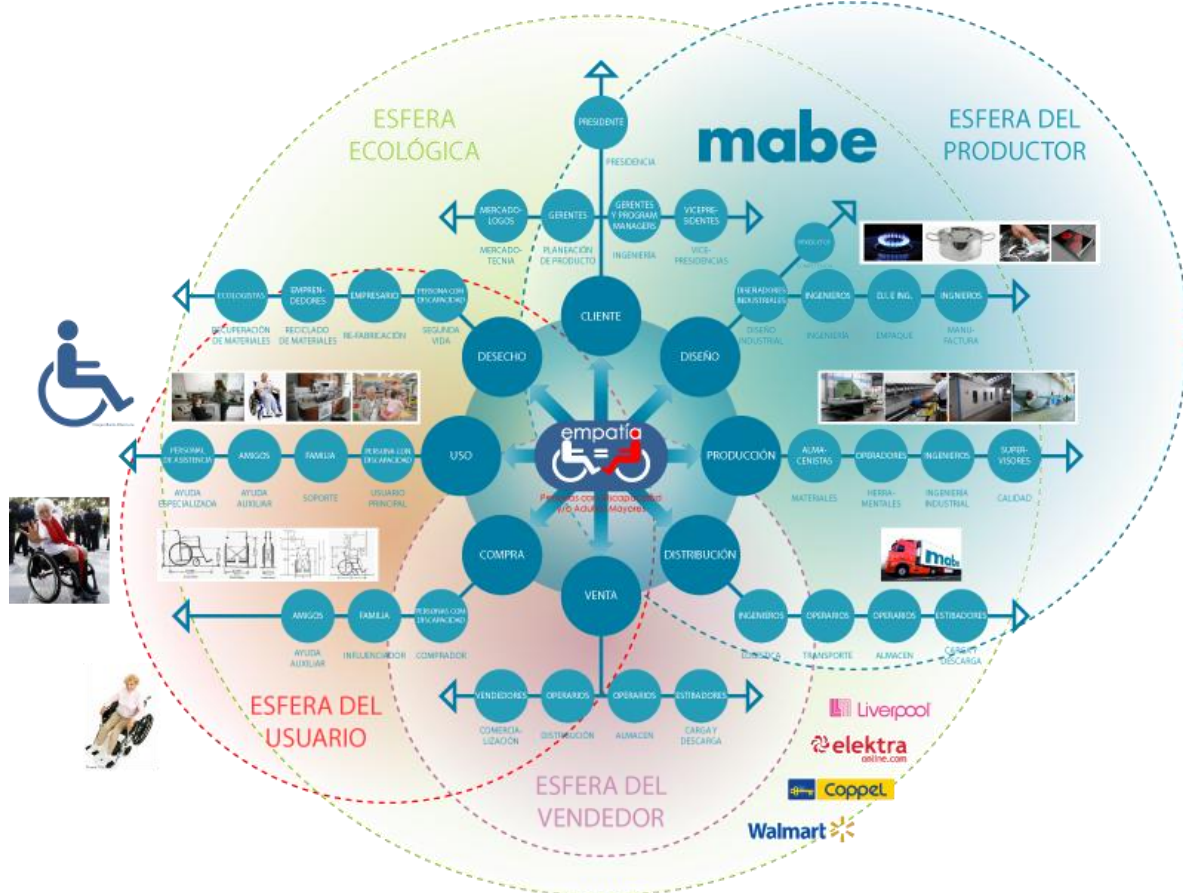 ESFERA
ECOLÓGICA
mabe
ESFERA DEL
PRODUCTOR
PRESIDENTE
PRESIDENCIA
MERCADO-
LOGOS
MERCADO-
TECNIA
GERENTES
PLANEACIÓN
DE PRODUCTO
GERENTES
Y PROGRAM
MANAGERS
INGENIERÍA
VICEPRE-
SIDENTES
VICE-
PRESIDENCIAS
ECOLOGISTAS
RECUPERACIÓN
DE MATERIALES
EMPREN-
DEDORES
RECICLADO
DE MATERIALES
EMPRESARIO
RE-FABRICACIÓN
PERSONA CON
DISCAPACIDAD
SEGUNDA
VIDA
DISEÑADORES
INDUSTRIALES
DISEÑO
INDUSTRIAL
INGENIEROS
INGENIERÍA
EMPAQUE
INGNIEROS
MANU-
FACTURA
CLIENTE
DESECHO
DISEÑO
USO
empatía
PRODUCCIÓN
COMPRA
DISTRIBUCIÓN
VENTA
PERSONAL
DE ASISTENCIA
AYUDA
ESPECIALIZADA
AMIGOS
AYUDA
AUXILIAR
FAMILIA
SOPORTE
PERSONA CON
DISCAPACIDAD
USUARIO
PRINCIPAL
ALMA-
CENISTAS
MATERIALES
OPERADORES
HERRA-
MENTALES
INGENIEROS
INGENIERÍA
INDUSTRIAL
SUPER-
VISORES
CALIDAD
AMIGOS
AYUDA
AUXILIAR
FAMILIA
INFLUENCIADOR
PERSONAS CON
DISCAPACIDAD
COMPRADOR
mabe
INGENIEROS
LOGÍSTICA
OPERARIOS
TRANSPORTE
OPERARIOS
ALMACEN
ESTIBADORES
CARGA Y
DESCARGA
VENDEDORES
COMERCIA-
LIZACIÓN
OPERARIOS
DISTRIBUCIÓN
OPERARIOS
ALMACEN
ESTIBADORES
CARGA Y
DESCARGA
ESFERA DEL
USUARIO
ESFERA DEL
VENDEDOR
Liverpool
elektra
online.com
Coppel
Walmart